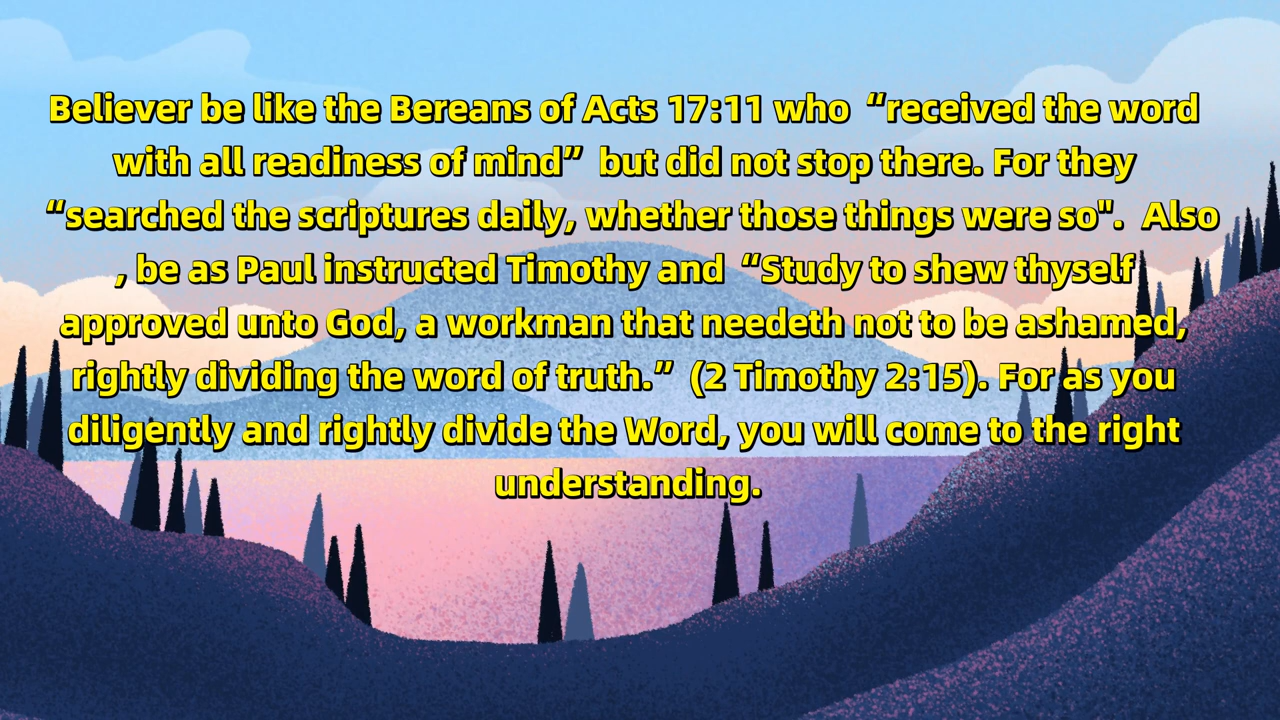 Believer be like the Bereans of Acts 17:11 who “received the word
with all readiness of mind” but did not stop there. For they
“searched the scriptures daily, whether those things were so". Also
, be as Paul instructed Timothy and “Study to shew thyself
approved unto God, a workman that needeth not to be ashamed,
rightly dividing the word of truth.” (2 Timothy 2:15). For as you
diligently and rightly divide the Word, you will come to the right
understanding.